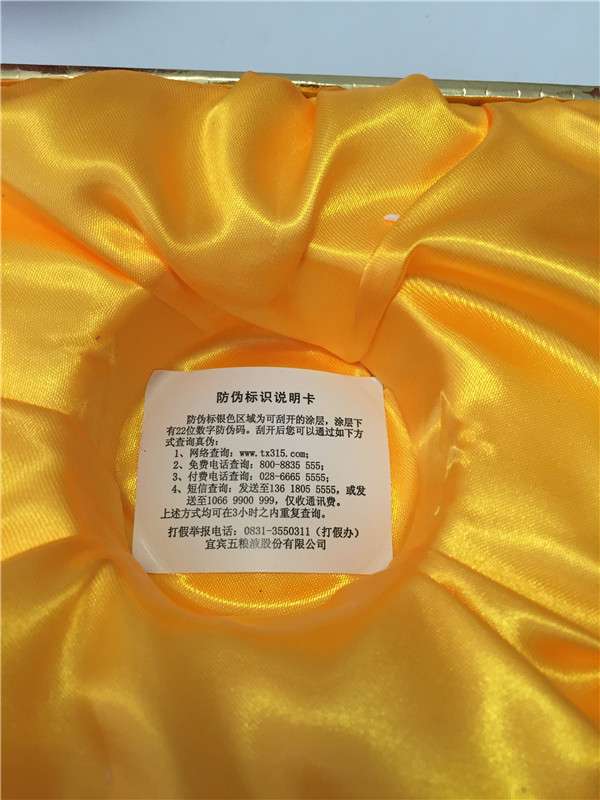 防伪标识说明卡
防伪标银色区域为可刮开的涂层，涂层下
有22位数字防伪码。刮开后您可以通过如下方
式查询真伪：
1、网络查询：www.tx315.com；
2、免费电话查询：800-8835 555；
3、付费电话查询：028-6665 5555；
4、短信查询：发送至136 1805 5555，或发
送至1066 9900 999，仅收通讯费。
上述方式均可在3小时之内重复查询。
打假举报电话：0831-3550311（打假办）
宜宾五粮液股份有限公司